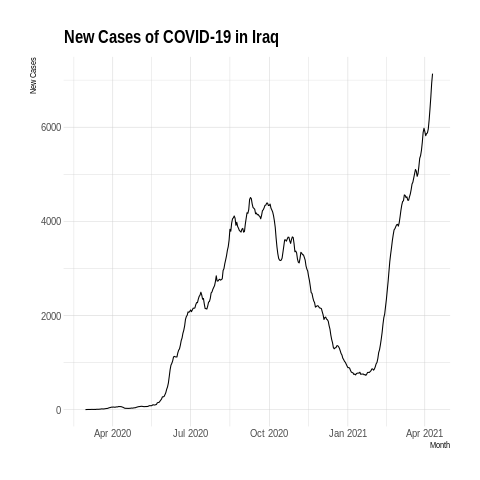 New Cases of COVID-19 in Iraq
New Cases
6000
4000
2000
0
Apr 2020 Jul 2020 Oct 2020 Jan 2021 Apr 2021
Month